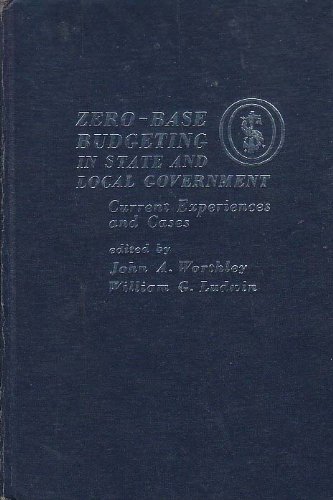 ZERO-BASE
BUDGETING
IN STATE AND
LOCAL GOVERNMENT
Current Experiences
and Cases
edited by
John A. Worthley
William G. Ludwin